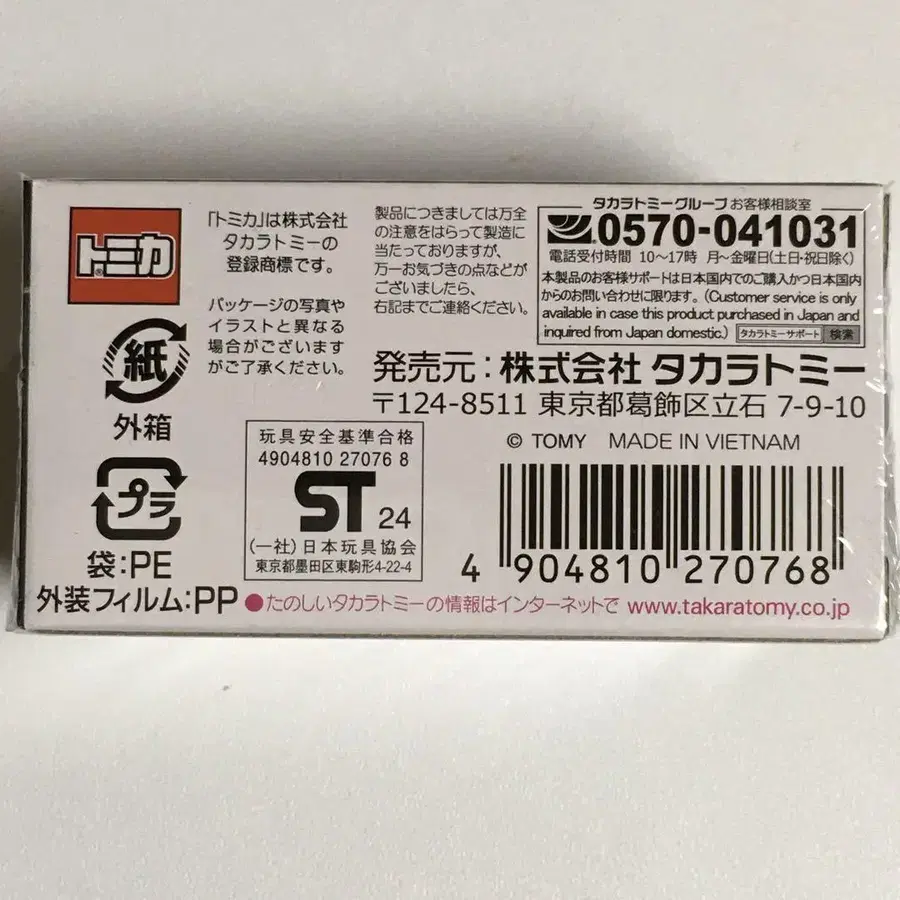 トミカ
®
「トミカ」は株式会社
タカラトミーの
登録商標です。
パッケージの写真や
イラストと異なる
場合がございます
がご了承ください。
製品につきましては万全
の注意をはらって製造に
当たっておりますが、
万一お気づきの点などが
ございましたら、
右記までご連絡ください。
タカラトミーグループ お客様相談室
0570-041031
電話受付時間 10〜17時 月〜金曜日(土日・祝日除く)
本製品のお客様サポートは日本国内でのご購入かつ日本国内
からのお問い合わせに限ります。(Customer service is only
available in case this product purchased in Japan and
inquired from Japan domestic.) タカラトミーサポート 検索
発売元:株式会社 タカラトミー
〒124-8511 東京都葛飾区立石 7-9-10
© TOMY MADE IN VIETNAM
紙
外箱
プラ
袋:PE
外装フィルム:PP
玩具安全基準合格
4904810 27076 8
ST 24
(一社)日本玩具協会
東京都墨田区東駒形4-22-4
4 904810 270768
●たのしいタカラトミーの情報はインターネットで www.takaratomy.co.jp